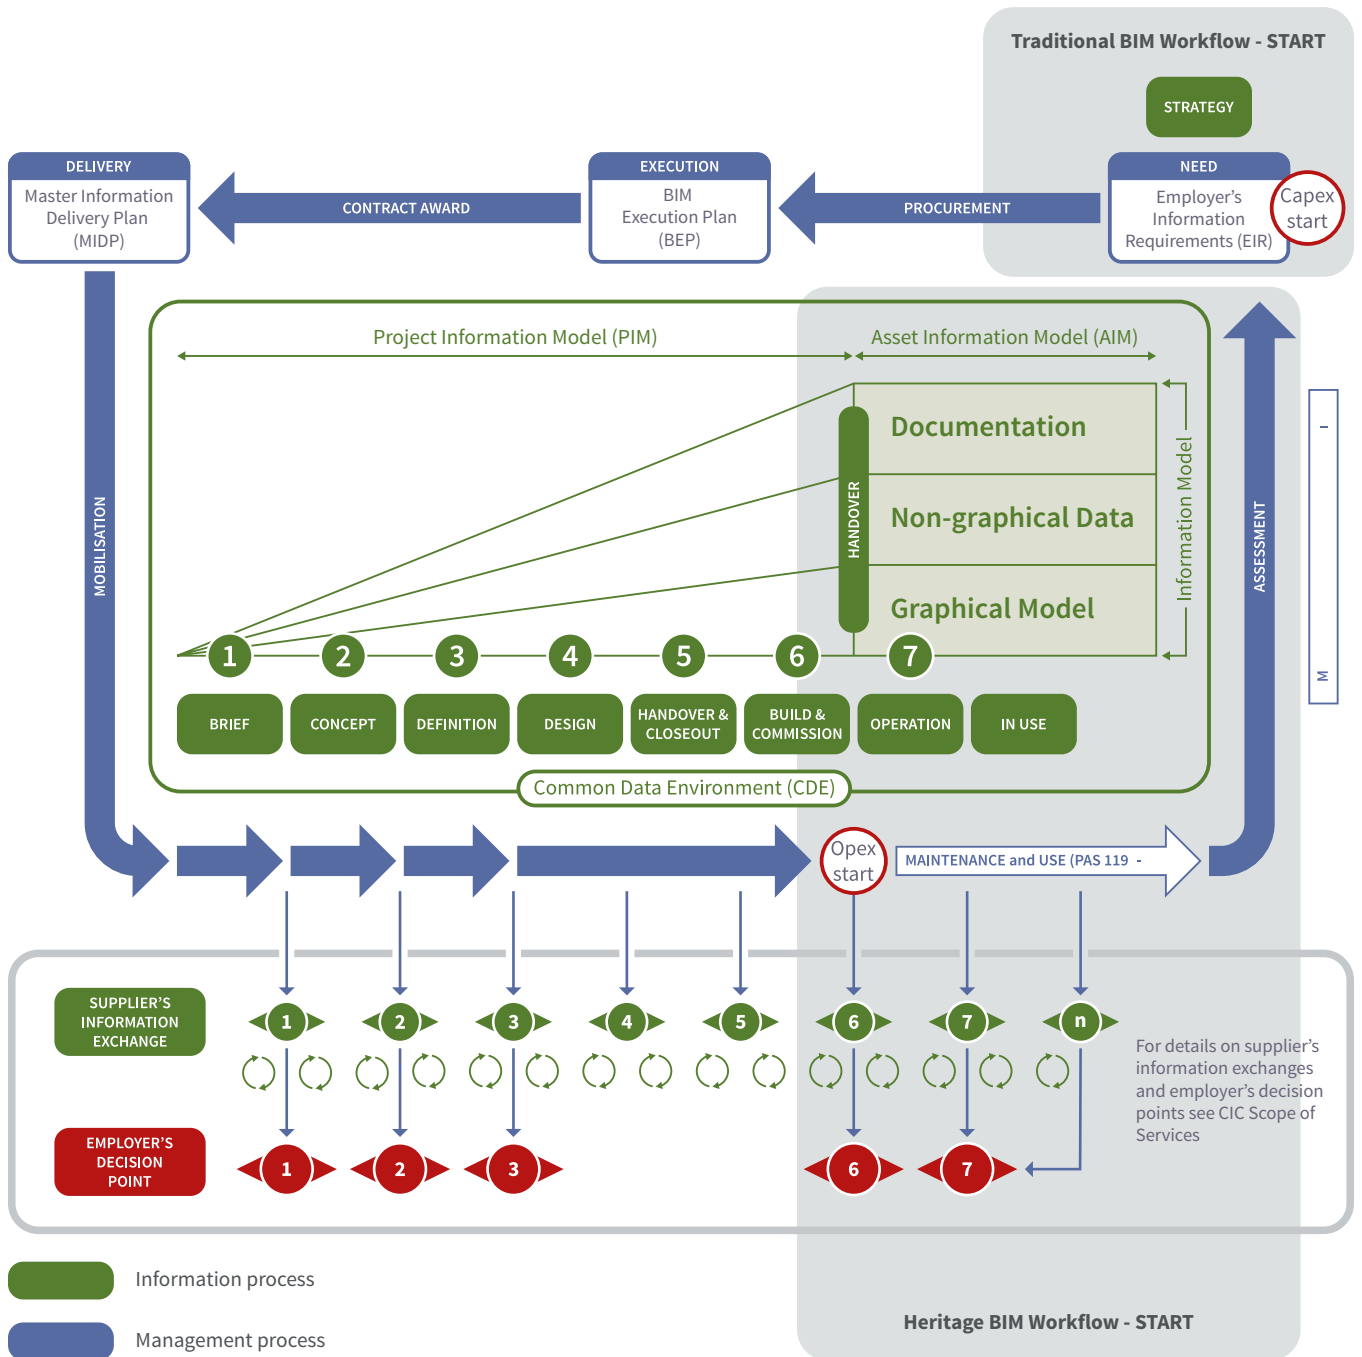 Traditional BIM Workflow - START
STRATEGY
DELIVERY
Master Information
Delivery Plan
(MIDP)
CONTRACT AWARD
EXECUTION
BIM
Execution Plan
(BEP)
PROCUREMENT
NEED
Employer's
Information
Requirements (EIR)
Capex
start
MOBILISATION
Project Information Model (PIM)
Asset Information Model (AIM)
Documentation
Non-graphical Data
Graphical Model
HANDOVER
Information Model
ASSESSMENT
I
M
1
2
3
4
5
6
7
BRIEF
CONCEPT
DEFINITION
DESIGN
HANDOVER &
CLOSEOUT
BUILD &
COMMISSION
OPERATION
IN USE
Common Data Environment (CDE)
Opex
start
MAINTENANCE and USE (PAS 119 -
SUPPLIER'S
INFORMATION
EXCHANGE
1
2
3
4
5
6
7
n
For details on supplier's
information exchanges
and employer's decision
points see CIC Scope of
Services
EMPLOYER'S
DECISION
POINT
1
2
3
6
7
Information process
Management process
Heritage BIM Workflow - START